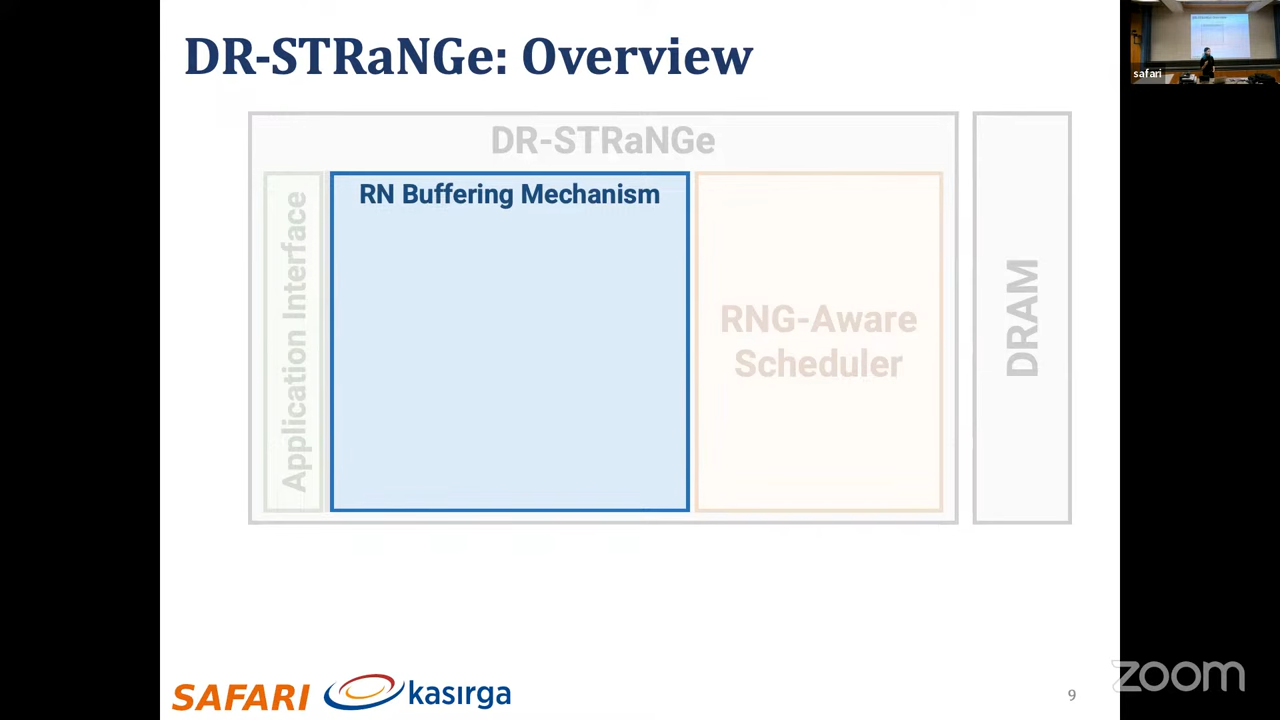 DR-STRaNGe: Overview
safari
DR-STRaNGe
Application Interface
RN Buffering Mechanism
RNG-Aware
Scheduler
DRAM
SAFARI
kasırga
9
zoom